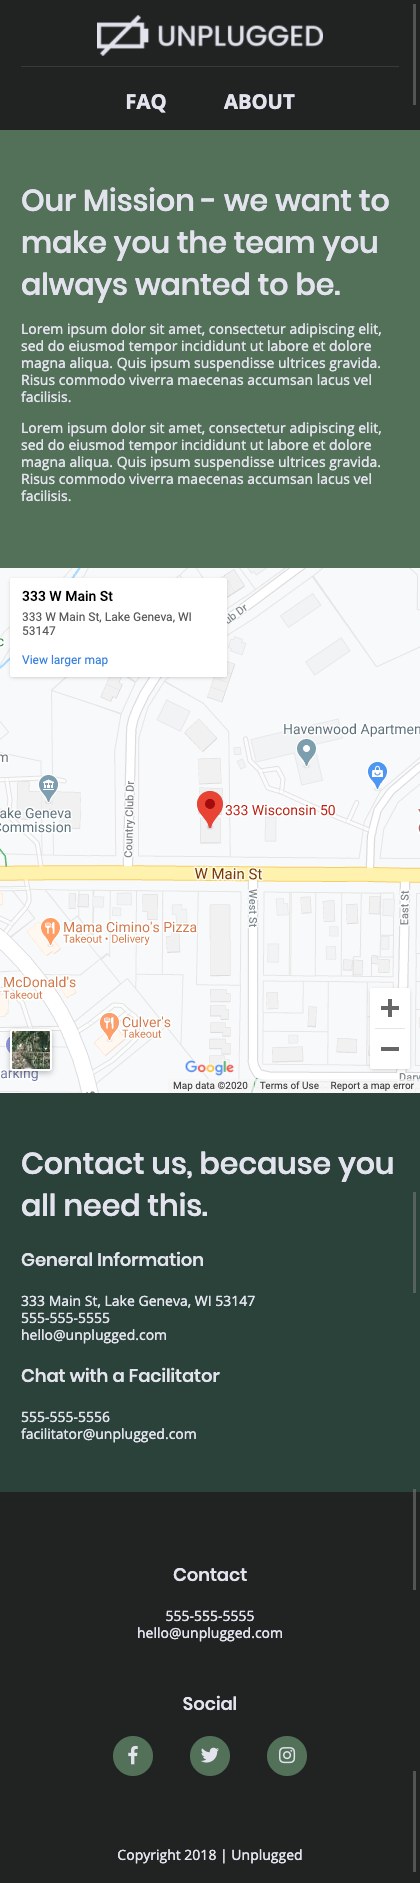 UNPLUGGED
FAQ ABOUT
Our Mission - we want to
make you the team you
always wanted to be.
Lorem ipsum dolor sit amet, consectetur adipiscing elit,
sed do eiusmod tempor incididunt ut labore et dolore
magna aliqua. Quis ipsum suspendisse ultrices gravida.
Risus commodo viverra maecenas accumsan lacus vel
facilisis.
Lorem ipsum dolor sit amet, consectetur adipiscing elit,
sed do eiusmod tempor incididunt ut labore et dolore
magna aliqua. Quis ipsum suspendisse ultrices gravida.
Risus commodo viverra maecenas accumsan lacus vel
facilisis.
333 W Main St
333 W Main St, Lake Geneva, WI
53147
View larger map
ub Dr
Havenwood Apartmen
ake Geneva
Commission
Country Club Dr
333 Wisconsin 50
W Main St
West St
East St
Mama Cimino's Pizza
Takeout • Delivery
McDonald's
Takeout
Culver's
Takeout
arking
Google
Map data ©2020 Terms of Use Report a map error
Contact us, because you
all need this.
General Information
333 Main St, Lake Geneva, WI 53147
555-555-5555
hello@unplugged.com
Chat with a Facilitator
555-555-5556
facilitator@unplugged.com
Contact
555-555-5555
hello@unplugged.com
Social
Copyright 2018 | Unplugged